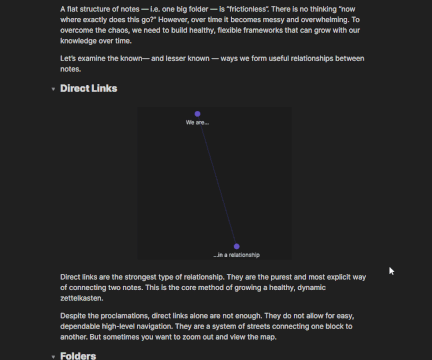 A flat structure of notes — i.e. one big folder — is "frictionless". There is no thinking "now
where exactly does this go?" However, over time it becomes messy and overwhelming. To
overcome the chaos, we need to build healthy, flexible frameworks that can grow with our
knowledge over time.
Let's examine the known— and lesser known — ways we form useful relationships between
notes.
Direct Links
We are...
...in a relationship
Direct links are the strongest type of relationship. They are the purest and most explicit way
of connecting two notes. This is the core method of growing a healthy, dynamic
zettelkasten.
Despite the proclamations, direct links alone are not enough. They do not allow for easy,
dependable high-level navigation. They are a system of streets connecting one block to
another. But sometimes you want to zoom out and view the map.
Folders